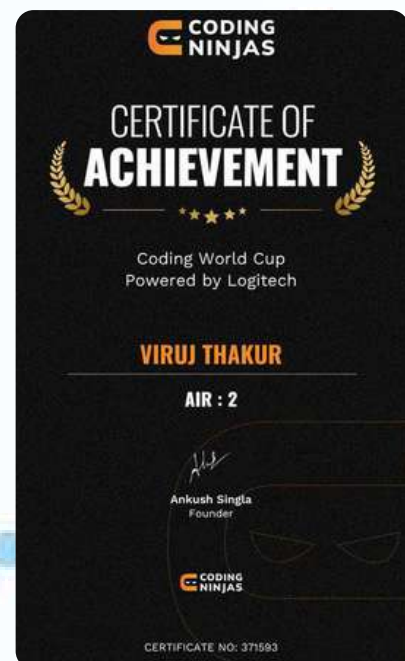 CODING
NINJAS
CERTIFICATE OF
ACHIEVEMENT
Coding World Cup
Powered by Logitech
VIRUJ THAKUR
AIR : 2
Ankush Singla
Founder
CODING
NINJAS
CERTIFICATE NO: 371593